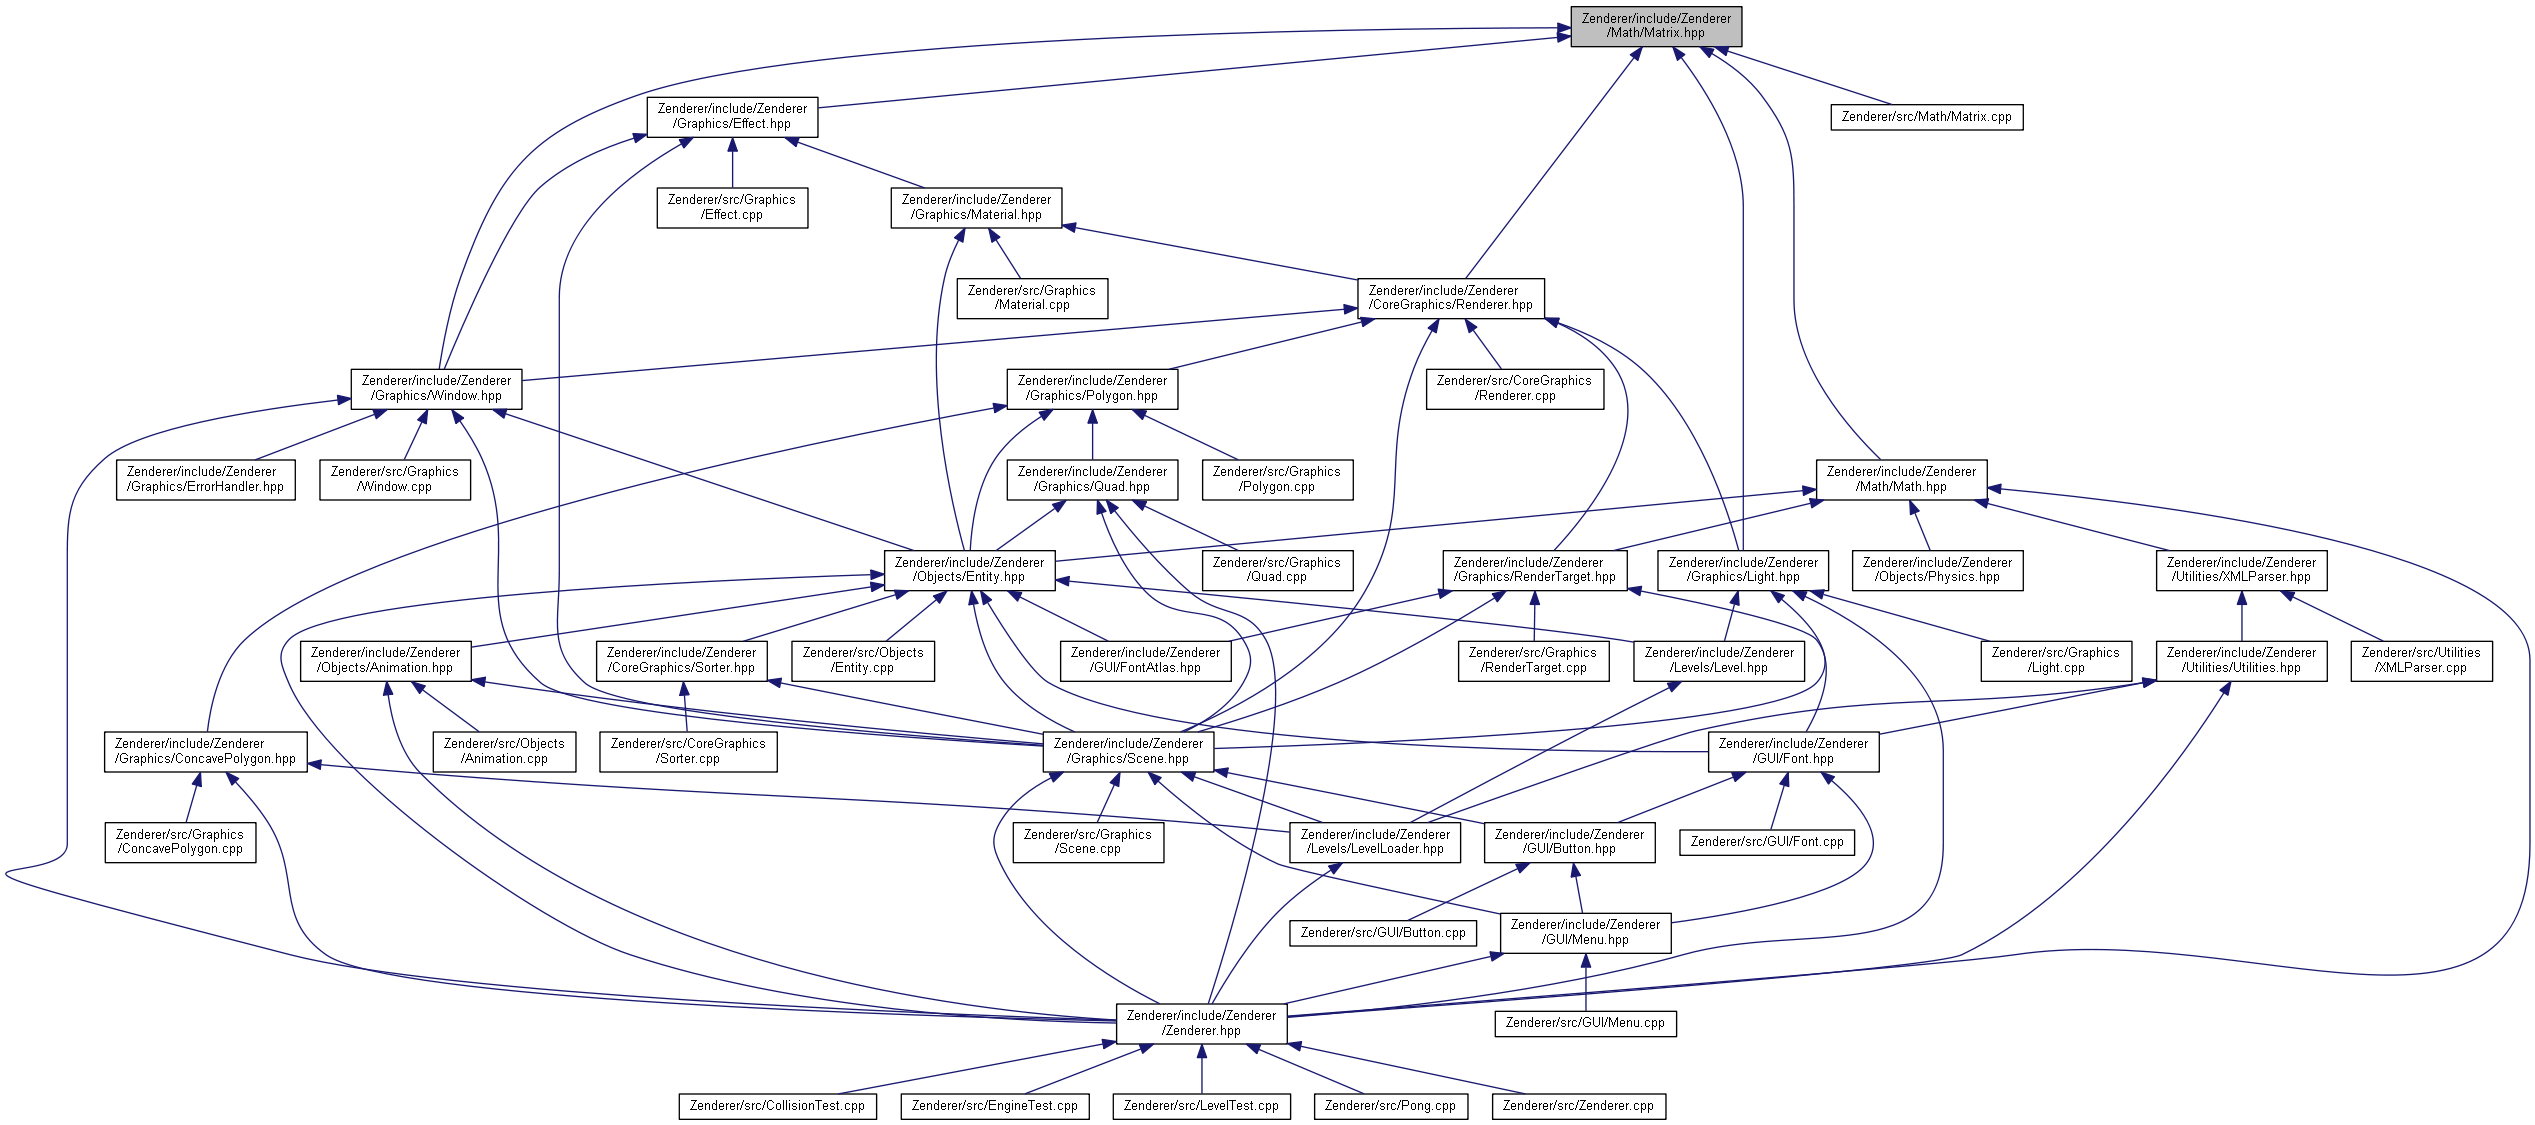 Zenderer/include/Zenderer
/Math/Matrix.hpp
Zenderer/include/Zenderer
/Graphics/Effect.hpp
Zenderer/src/Math/Matrix.cpp
Zenderer/src/Graphics
/Effect.cpp
Zenderer/include/Zenderer
/Graphics/Material.hpp
Zenderer/src/Graphics
/Material.cpp
Zenderer/include/Zenderer
/CoreGraphics/Renderer.hpp
Zenderer/include/Zenderer
/Graphics/Window.hpp
Zenderer/include/Zenderer
/Graphics/Polygon.hpp
Zenderer/src/CoreGraphics
/Renderer.cpp
Zenderer/include/Zenderer
/Graphics/ErrorHandler.hpp
Zenderer/src/Graphics
/Window.cpp
Zenderer/include/Zenderer
/Graphics/Quad.hpp
Zenderer/src/Graphics
/Polygon.cpp
Zenderer/include/Zenderer
/Math/Math.hpp
Zenderer/include/Zenderer
/Objects/Entity.hpp
Zenderer/src/Graphics
/Quad.cpp
Zenderer/include/Zenderer
/Graphics/RenderTarget.hpp
Zenderer/include/Zenderer
/Graphics/Light.hpp
Zenderer/include/Zenderer
/Objects/Physics.hpp
Zenderer/include/Zenderer
/Utilities/XMLParser.hpp
Zenderer/include/Zenderer
/Objects/Animation.hpp
Zenderer/include/Zenderer
/CoreGraphics/Sorter.hpp
Zenderer/src/Objects
/Entity.cpp
Zenderer/include/Zenderer
/GUI/FontAtlas.hpp
Zenderer/src/Graphics
/RenderTarget.cpp
Zenderer/include/Zenderer
/Levels/Level.hpp
Zenderer/src/Graphics
/Light.cpp
Zenderer/include/Zenderer
/Utilities/Utilities.hpp
Zenderer/src/Utilities
/XMLParser.cpp
Zenderer/include/Zenderer
/Graphics/ConcavePolygon.hpp
Zenderer/src/Objects
/Animation.cpp
Zenderer/src/CoreGraphics
/Sorter.cpp
Zenderer/include/Zenderer
/Graphics/Scene.hpp
Zenderer/include/Zenderer
/GUI/Font.hpp
Zenderer/src/Graphics
/ConcavePolygon.cpp
Zenderer/src/Graphics
/Scene.cpp
Zenderer/include/Zenderer
/Levels/LevelLoader.hpp
Zenderer/include/Zenderer
/GUI/Button.hpp
Zenderer/src/GUI/Font.cpp
Zenderer/src/GUI/Button.cpp
Zenderer/include/Zenderer
/GUI/Menu.hpp
Zenderer/include/Zenderer
/Zenderer.hpp
Zenderer/src/GUI/Menu.cpp
Zenderer/src/CollisionTest.cpp
Zenderer/src/EngineTest.cpp
Zenderer/src/LevelTest.cpp
Zenderer/src/Pong.cpp
Zenderer/src/Zenderer.cpp